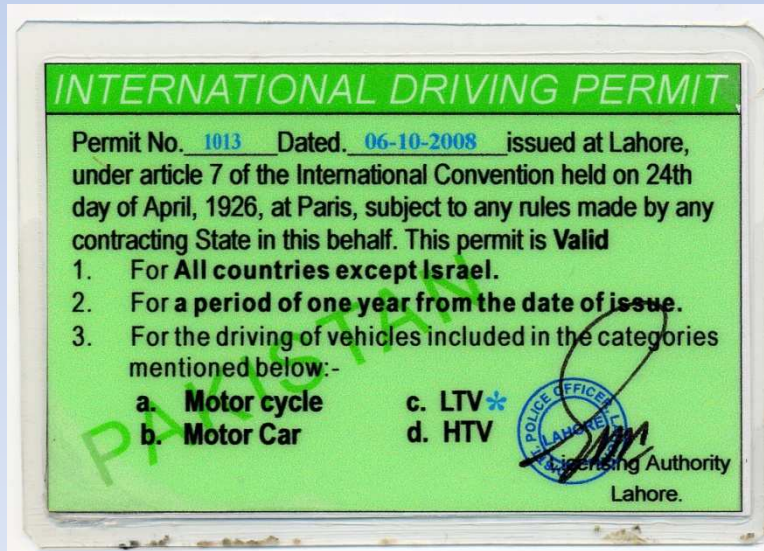 INTERNATIONAL DRIVING PERMIT
Permit No. 1013 Dated. 06-10-2008 issued at Lahore,
under article 7 of the International Convention held on 24th
day of April, 1926, at Paris, subject to any rules made by any
contracting State in this behalf. This permit is Valid
1. For All countries except Israel.
2. For a period of one year from the date of issue.
3. For the driving of vehicles included in the categories
mentioned below:-
a. Motor cycle c. LTV*
b. Motor Car d. HTV
PAKISTAN
POLICE OFFICER
LAHORE
Licensing Authority
Lahore.